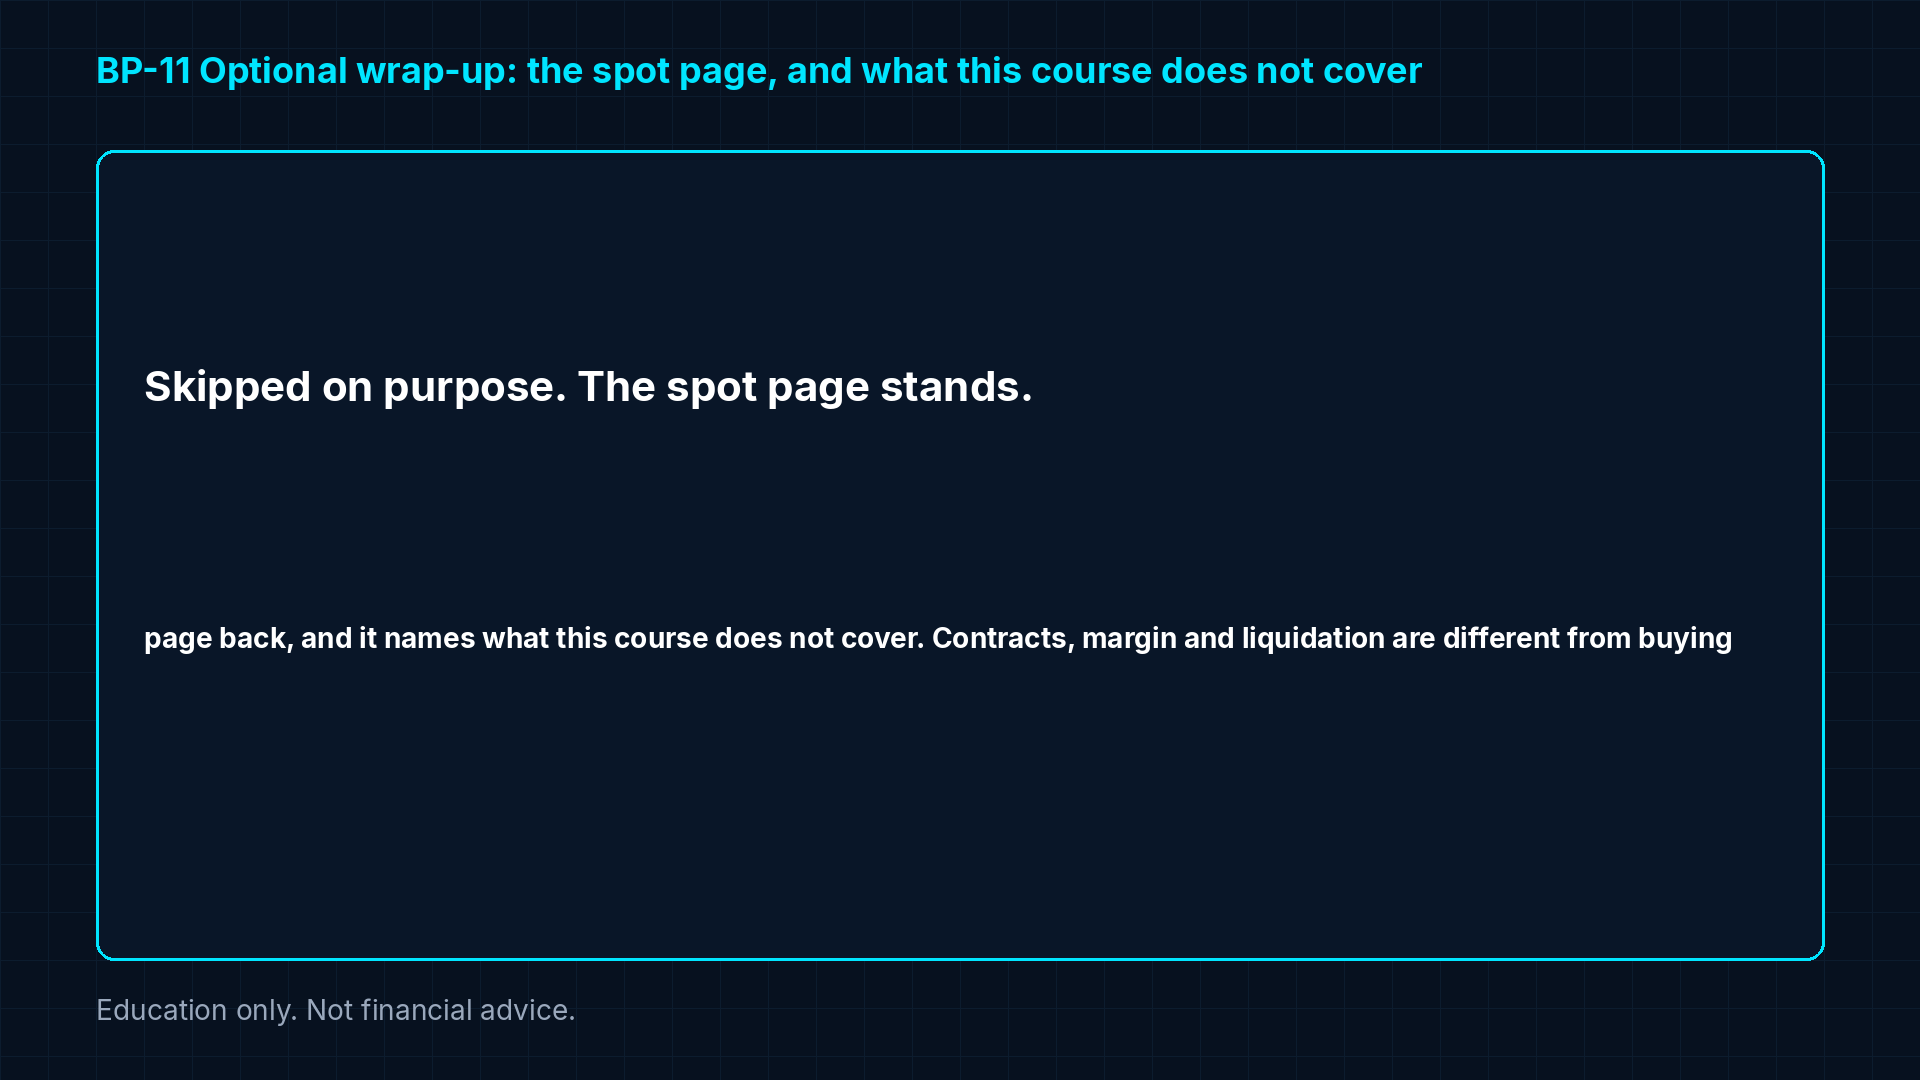 BP-11 Optional wrap-up: the spot page, and what this course does not cover
Skipped on purpose. The spot page stands.
page back, and it names what this course does not cover. Contracts, margin and liquidation are different from buying
Education only. Not financial advice.